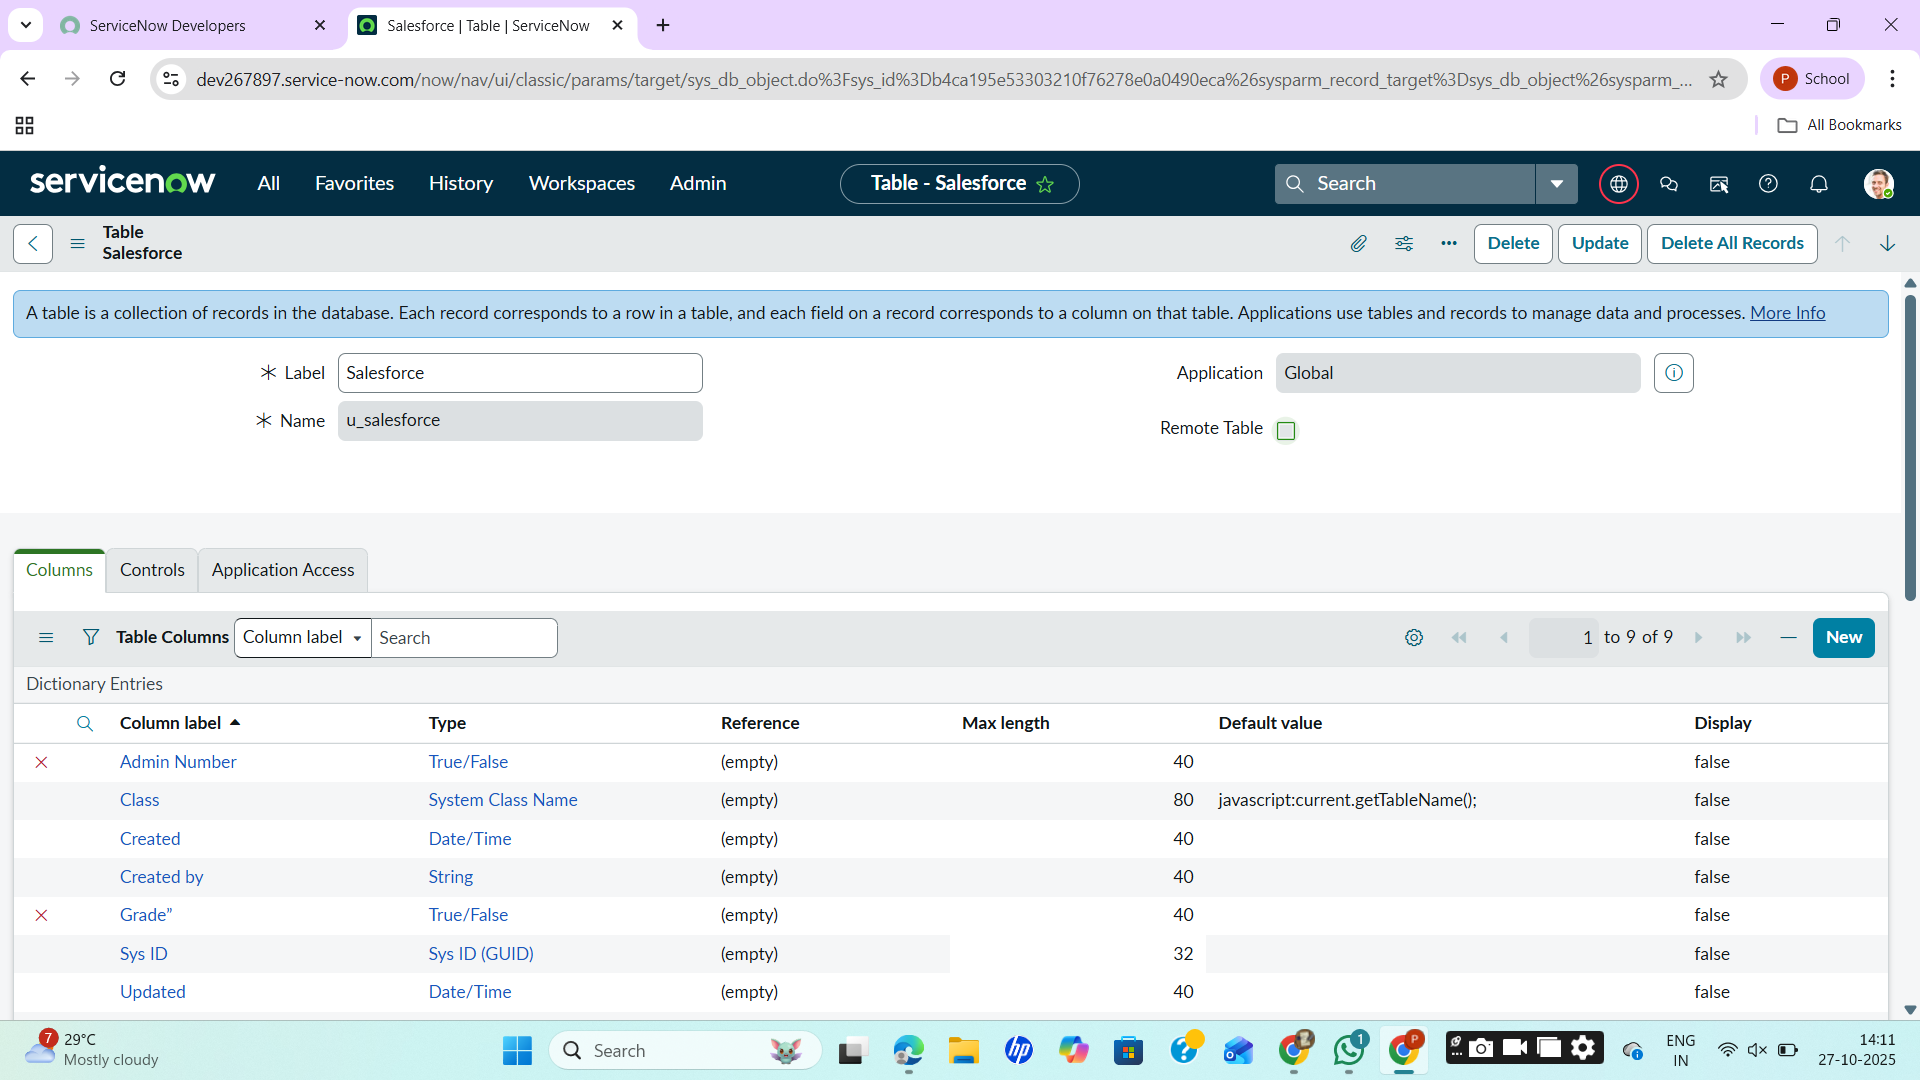 ServiceNow Developers
Salesforce | Table | ServiceNow
dev267897.service-now.com/now/nav/ui/classic/params/target/sys_db_object.do%3Fsys_id%3Db4ca195e53303210f76278e0a0490eca%26sysparm_record_target%3Dsys_db_object%26sysparm_...
P School
All Bookmarks
servicenow All Favorites History Workspaces Admin Table - Salesforce Search
Table
Salesforce
Delete Update Delete All Records
A table is a collection of records in the database. Each record corresponds to a row in a table, and each field on a record corresponds to a column on that table. Applications use tables and records to manage data and processes. More Info
Label Salesforce Application Global
Name u_salesforce Remote Table
Columns Controls Application Access
Table Columns Column label Search 1 to 9 of 9 New
Dictionary Entries
Column label Type Reference Max length Default value Display
Admin Number True/False (empty) 40 false
Class System Class Name (empty) 80 javascript:current.getTableName(); false
Created Date/Time (empty) 40 false
Created by String (empty) 40 false
Grade” True/False (empty) 40 false
Sys ID Sys ID (GUID) (empty) 32 false
Updated Date/Time (empty) 40 false
7 29°C
Mostly cloudy
Search
hp
1
P
ENG
IN
14:11
27-10-2025